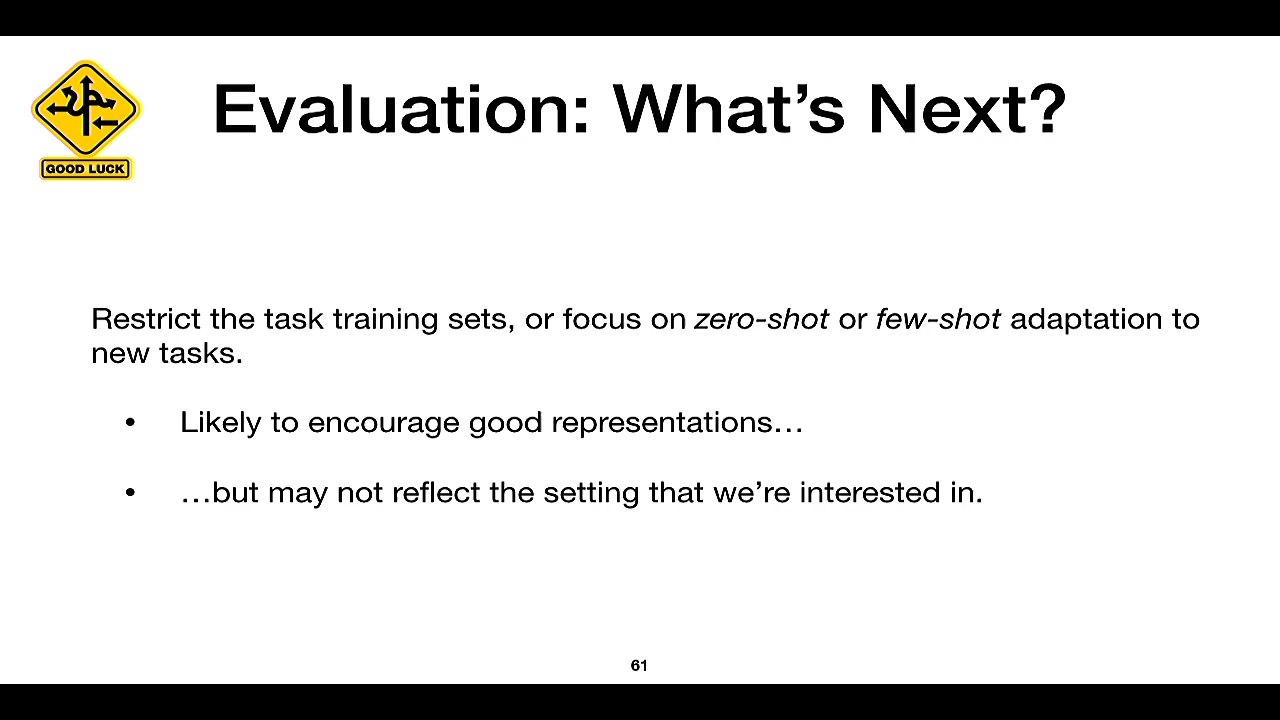 Evaluation: What's Next?
GOOD LUCK
Restrict the task training sets, or focus on zero-shot or few-shot adaptation to
new tasks.
• Likely to encourage good representations…
• …but may not reflect the setting that we're interested in.
61